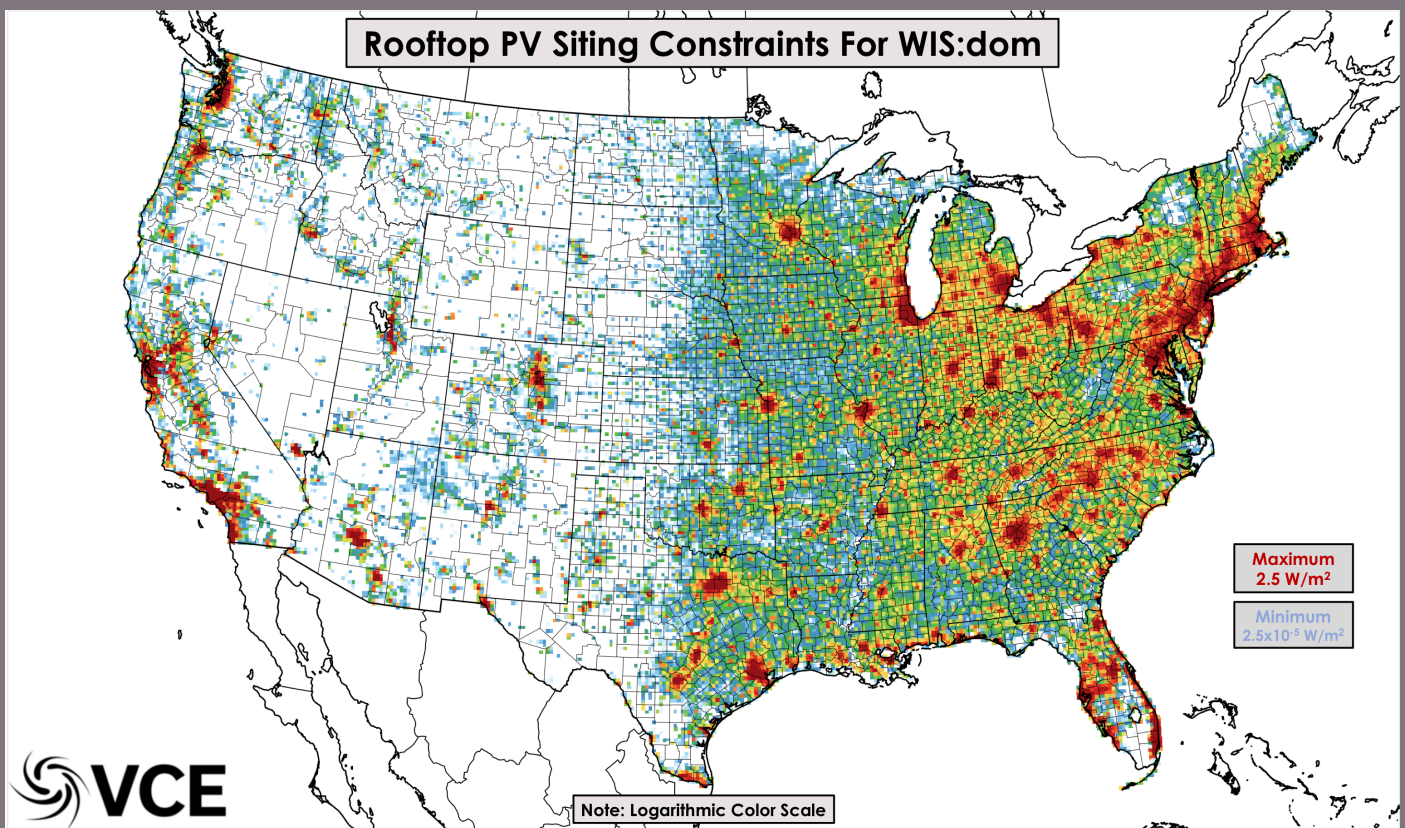 Rooftop PV Siting Constraints For WIS:dom
Maximum
2.5 W/m²
Minimum
2.5x10⁻⁵ W/m²
VCE
Note: Logarithmic Color Scale